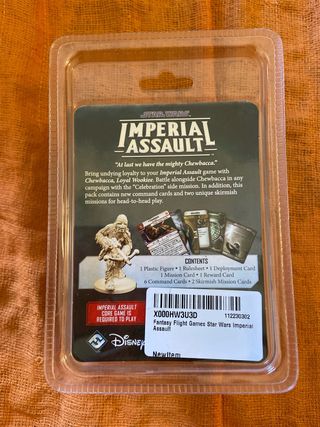 STAR WARS
IMPERIAL
ASSAULT
"At last we have the mighty Chewbacca."
Bring undying loyalty to your Imperial Assault game with
Chewbacca, Loyal Wookiee. Battle alongside Chewbacca in any
campaign with the "Celebration" side mission. In addition, this
pack contains new command cards and two unique skirmish
missions for head-to-head play.
CONTENTS
1 Plastic Figure • 1 Rulesheet • 1 Deployment Card
1 Mission Card • 1 Reward Card
6 Command Cards • 2 Skirmish Mission Cards
IMPERIAL ASSAULT
CORE GAME IS
REQUIRED TO PLAY
X000HW3U3D
112230302
Fantasy Flight Games Star Wars Imperial
Assault
NewItem
FF
Disney